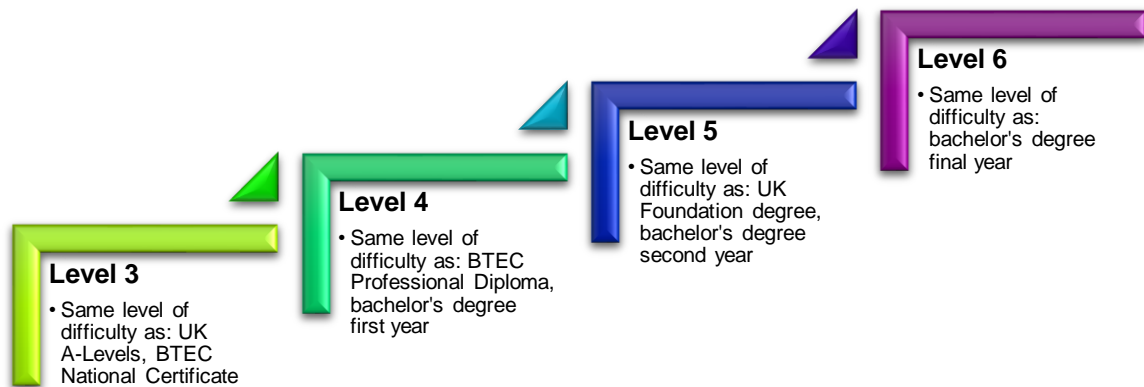 Level 3
• Same level of
difficulty as: UK
A-Levels, BTEC
National Certificate
Level 4
• Same level of
difficulty as: BTEC
Professional Diploma,
bachelor's degree
first year
Level 5
• Same level of
difficulty as: UK
Foundation degree,
bachelor's degree
second year
Level 6
• Same level of
difficulty as:
bachelor's degree
final year